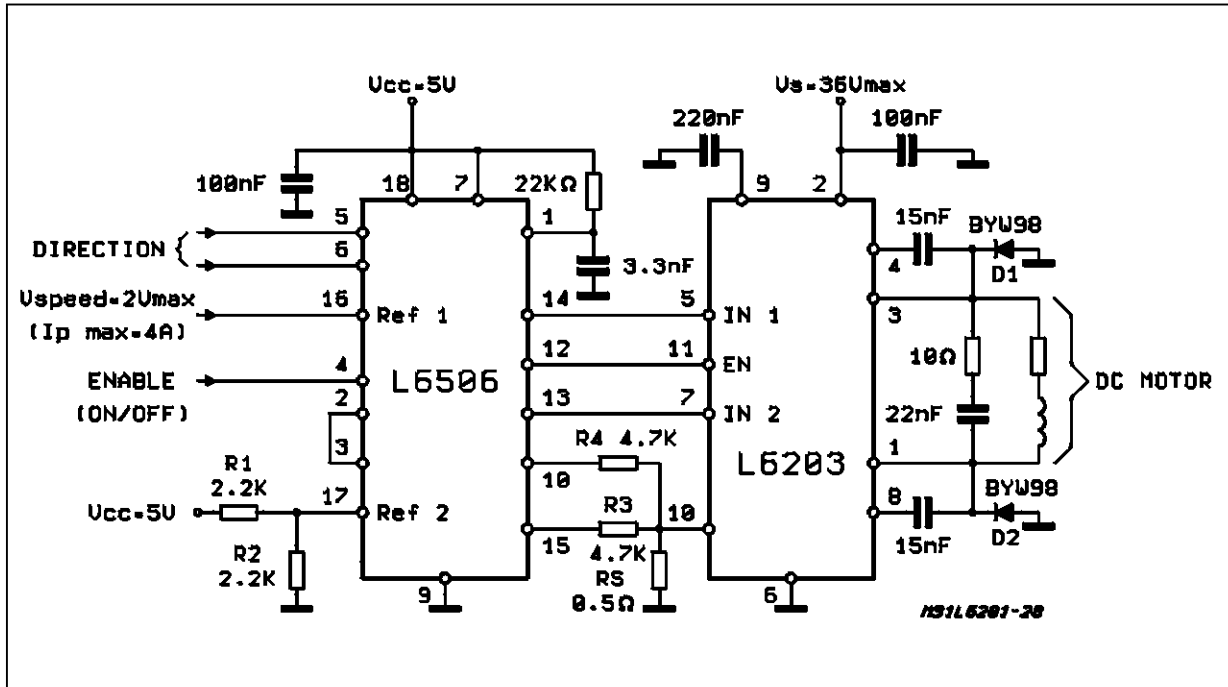 Vcc=5V
Vs=36Vmax
220nF
100nF
100nF
18
7
22KΩ
9
2
5
6
DIRECTION
1
3.3nF
15nF
BYW98
4
D1
Vspeed=2Vmax
(Ip max=4A)
16
Ref 1
14
5
IN 1
3
12
11
EN
10Ω
DC MOTOR
ENABLE
(ON/OFF)
4
L6506
2
13
7
IN 2
22nF
3
R4 4.7K
L6203
1
10
R1
2.2K
Vcc=5V
17
Ref 2
R3
10
8
BYW98
15
4.7K
15nF
D2
R2
2.2K
RS
0.5Ω
9
6
M91L6201-20